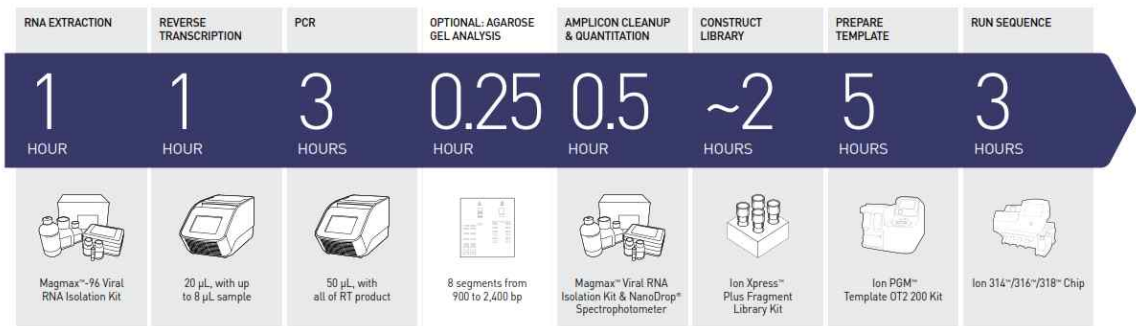 RNA EXTRACTION
REVERSE
TRANSCRIPTION
PCR
OPTIONAL: AGAROSE
GEL ANALYSIS
AMPLICON CLEANUP
& QUANTITATION
CONSTRUCT
LIBRARY
PREPARE
TEMPLATE
RUN SEQUENCE
1
HOUR
1
HOUR
3
HOURS
0.25
HOUR
0.5
HOUR
~2
HOURS
5
HOURS
3
HOURS
Magmax™-96 Viral
RNA Isolation Kit
20 µL, with up
to 8 µL sample
50 µL, with
all of RT product
8 segments from
900 to 2,400 bp
Magmax™ Viral RNA
Isolation Kit & NanoDrop®
Spectrophotometer
Ion Xpress™
Plus Fragment
Library Kit
Ion PGM™
Template OT2 200 Kit
Ion 314™/316™/318™ Chip